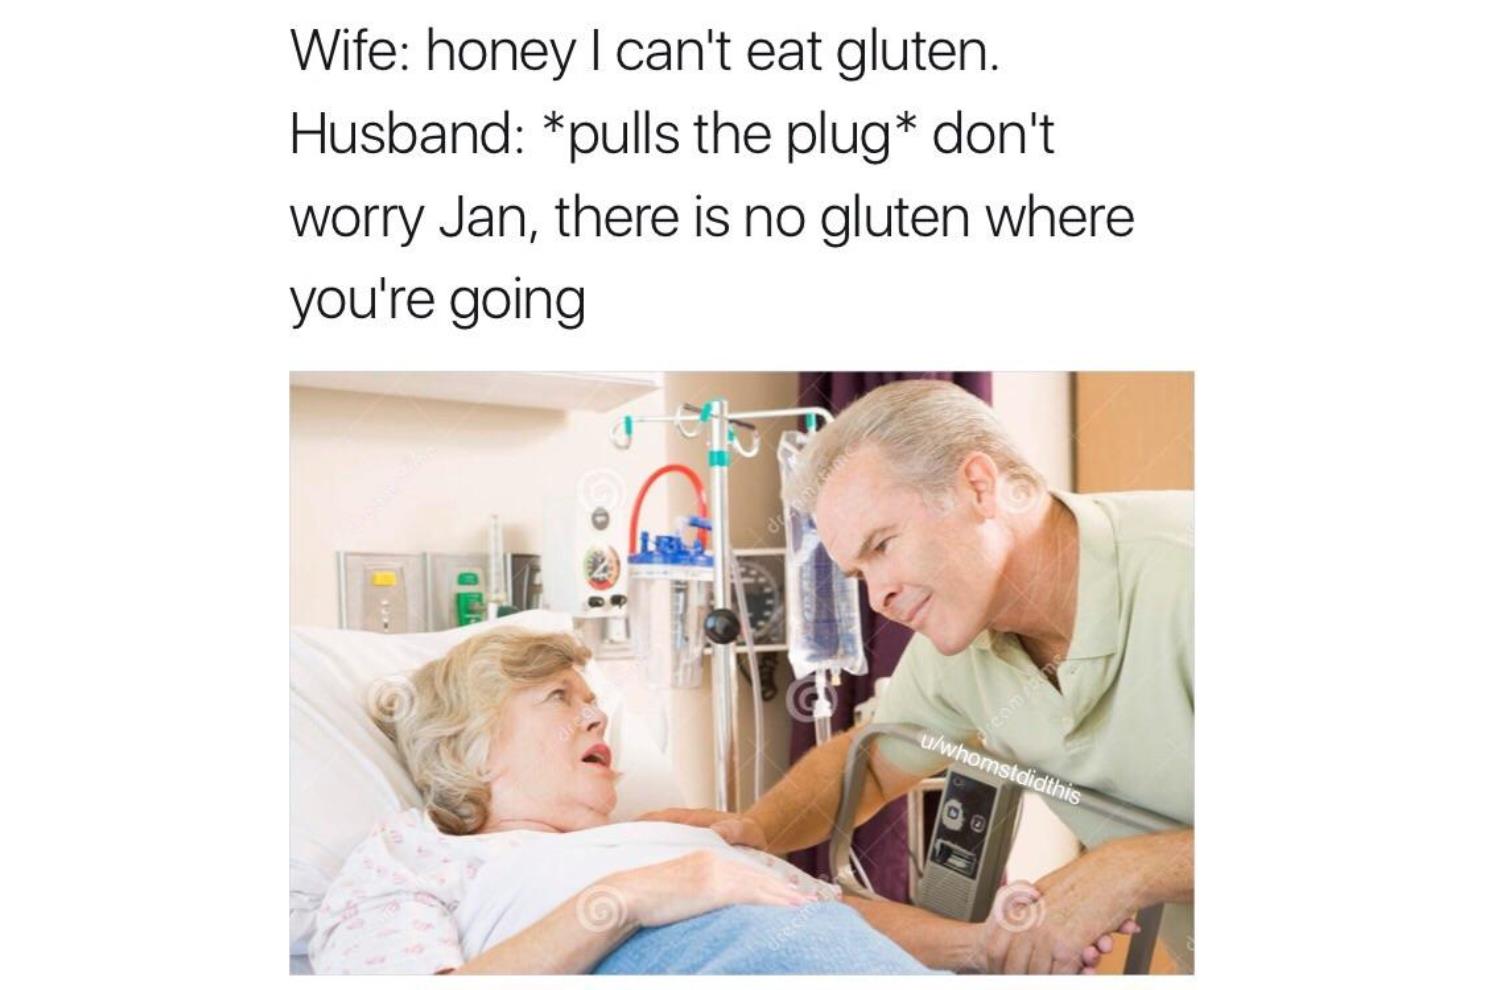 Wife: honey I can't eat gluten.
Husband: *pulls the plug* don't
worry Jan, there is no gluten where
you're going
u/whomstdidthis